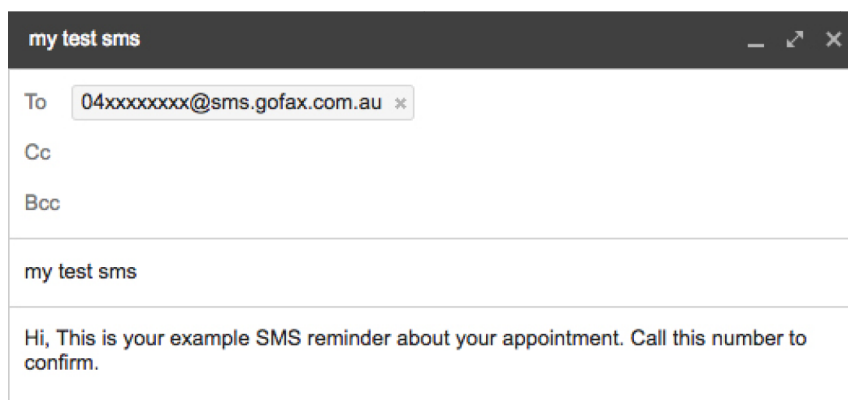 my test sms
To 04xxxxxxxx@sms.gofax.com.au ×
Cc
Bcc
my test sms
Hi, This is your example SMS reminder about your appointment. Call this number to
confirm.